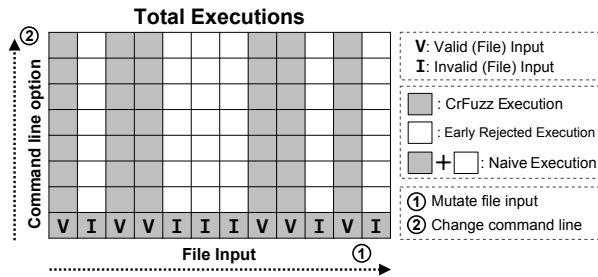 Total Executions
②
Command line option
V I V V I I I V V I V I
File Input
①
V: Valid (File) Input
I: Invalid (File) Input
: CrFuzz Execution
: Early Rejected Execution
+ : Naive Execution
① Mutate file input
② Change command line